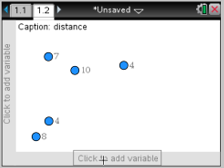 1.1
1.2
*Unsaved
Caption: distance
7
10
4
4
8
Click to add variable
Click to add variable